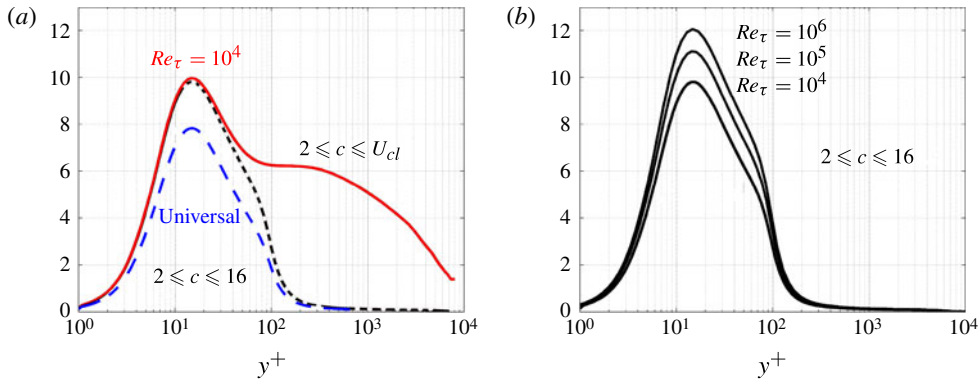 (a)
12
10
8
6
4
2
0
Re_τ = 10^4
2 ⩽ c ⩽ U_cl
Universal
2 ⩽ c ⩽ 16
10^0 10^1 10^2 10^3 10^4
y^+
(b)
12
10
8
6
4
2
0
Re_τ = 10^6
Re_τ = 10^5
Re_τ = 10^4
2 ⩽ c ⩽ 16
10^0 10^1 10^2 10^3 10^4
y^+